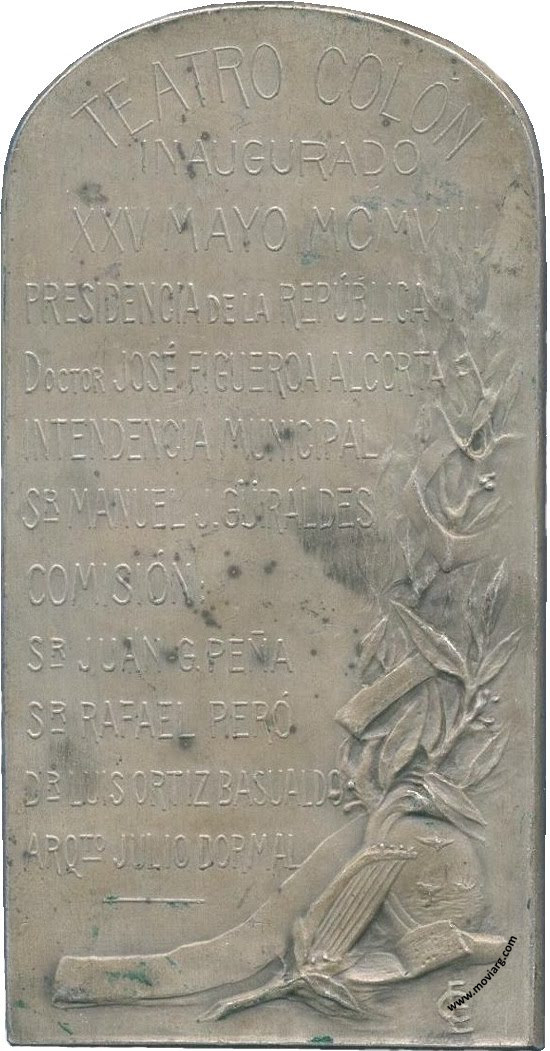 TEATRO COLÓN
INAUGURADO
XXV MAYO MCMVIII
PRESIDENCÍA DE LA REPÚBLICA
DOCTOR JOSÉ FIGUEROA ALCORTA
INTENDENCIA MUNICIPAL
SR MANUEL J. GÜIRALDES
COMISIÓN
SR JUAN G. PEÑA
SR RAFAEL PERÓ
DR LUIS ORTIZ BASUALDO
ARQTO JULIO DORMAL
www.moviarg.com